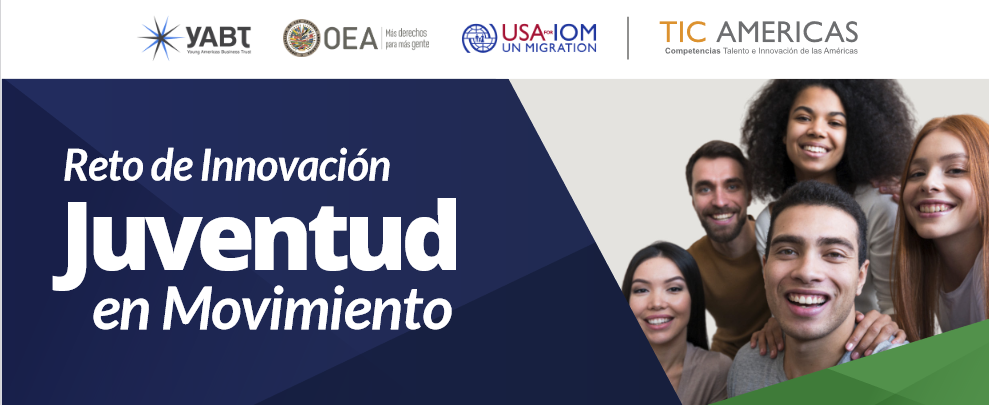 YABT
Young Americas Business Trust
OEA
Más derechos
para más gente
USA FOR IOM
UN MIGRATION
TIC AMERICAS
Competencias Talento e Innovación de las Américas
Reto de Innovación
Juventud
en Movimiento